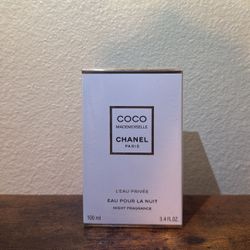 COCO
MADEMOISELLE
CHANEL
PARIS
L'EAU PRIVÉE
EAU POUR LA NUIT
NIGHT FRAGRANCE
100 ml 3.4 FL.OZ.